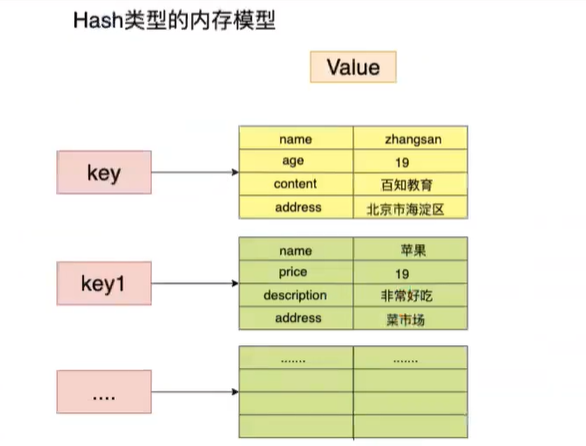 Hash类型的内存模型
Value
key
name zhangsan
age 19
content 百知教育
address 北京市海淀区
key1
name 苹果
price 19
description 非常好吃
address 菜市场
....
....... .......